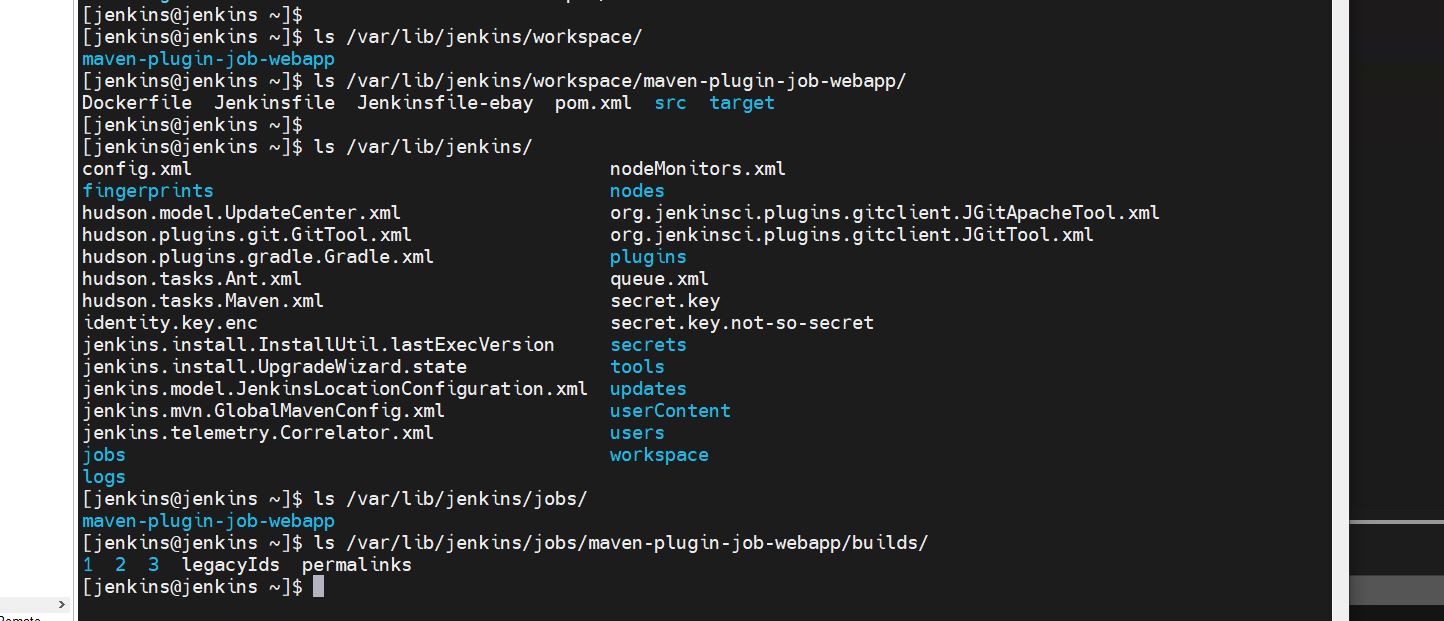 [jenkins@jenkins ~]$
[jenkins@jenkins ~]$ ls /var/lib/jenkins/workspace/
maven-plugin-job-webapp
[jenkins@jenkins ~]$ ls /var/lib/jenkins/workspace/maven-plugin-job-webapp/
Dockerfile  Jenkinsfile  Jenkinsfile-ebay  pom.xml  src  target
[jenkins@jenkins ~]$
[jenkins@jenkins ~]$ ls /var/lib/jenkins/
config.xml  nodeMonitors.xml
fingerprints  nodes
hudson.model.UpdateCenter.xml  org.jenkinsci.plugins.gitclient.JGitApacheTool.xml
hudson.plugins.git.GitTool.xml  org.jenkinsci.plugins.gitclient.JGitTool.xml
hudson.plugins.gradle.Gradle.xml  plugins
hudson.tasks.Ant.xml  queue.xml
hudson.tasks.Maven.xml  secret.key
identity.key.enc  secret.key.not-so-secret
jenkins.install.InstallUtil.lastExecVersion  secrets
jenkins.install.UpgradeWizard.state  tools
jenkins.model.JenkinsLocationConfiguration.xml  updates
jenkins.mvn.GlobalMavenConfig.xml  userContent
jenkins.telemetry.Correlator.xml  users
jobs  workspace
logs
[jenkins@jenkins ~]$ ls /var/lib/jenkins/jobs/
maven-plugin-job-webapp
[jenkins@jenkins ~]$ ls /var/lib/jenkins/jobs/maven-plugin-job-webapp/builds/
1  2  3  legacyIds  permalinks
[jenkins@jenkins ~]$